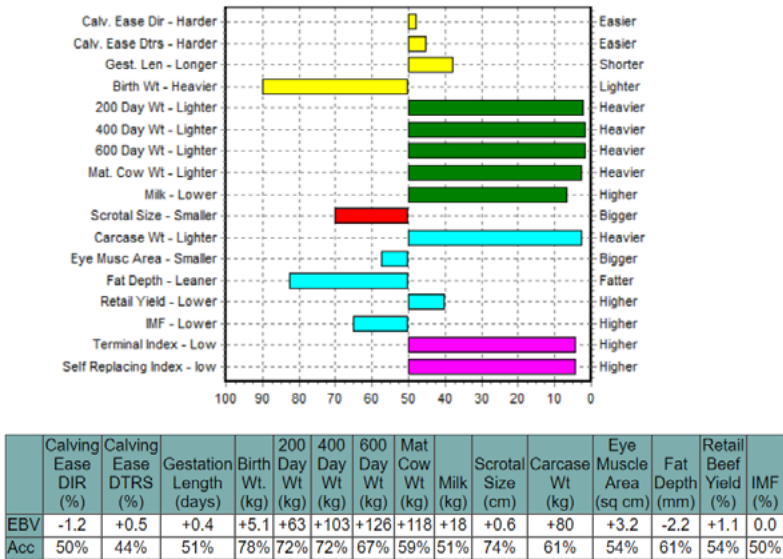 Calv. Ease Dir - Harder Easier
Calv. Ease Dtrs - Harder Easier
Gest. Len - Longer Shorter
Birth Wt - Heavier Lighter
200 Day Wt - Lighter Heavier
400 Day Wt - Lighter Heavier
600 Day Wt - Lighter Heavier
Mat. Cow Wt - Lighter Heavier
Milk - Lower Higher
Scrotal Size - Smaller Bigger
Carcase Wt - Lighter Heavier
Eye Musc Area - Smaller Bigger
Fat Depth - Leaner Fatter
Retail Yield - Lower Higher
IMF - Lower Higher
Terminal Index - Low Higher
Self Replacing Index - low Higher
100 90 80 70 60 50 40 30 20 10 0
Calving Ease DIR (%) Calving Ease DTRS (%) Gestation Length (days) Birth Wt. (kg) 200 Day Wt (kg) 400 Day Wt (kg) 600 Day Wt (kg) Mat Cow Wt (kg) Milk (kg) Scrotal Size (cm) Carcase Wt (kg) Eye Muscle Area (sq cm) Fat Depth (mm) Retail Beef Yield (%) IMF (%)
EBV -1.2 +0.5 +0.4 +5.1 +63 +103 +126 +118 +18 +0.6 +80 +3.2 -2.2 +1.1 0.0
Acc 50% 44% 51% 78% 72% 72% 67% 59% 51% 74% 61% 54% 61% 54% 50%